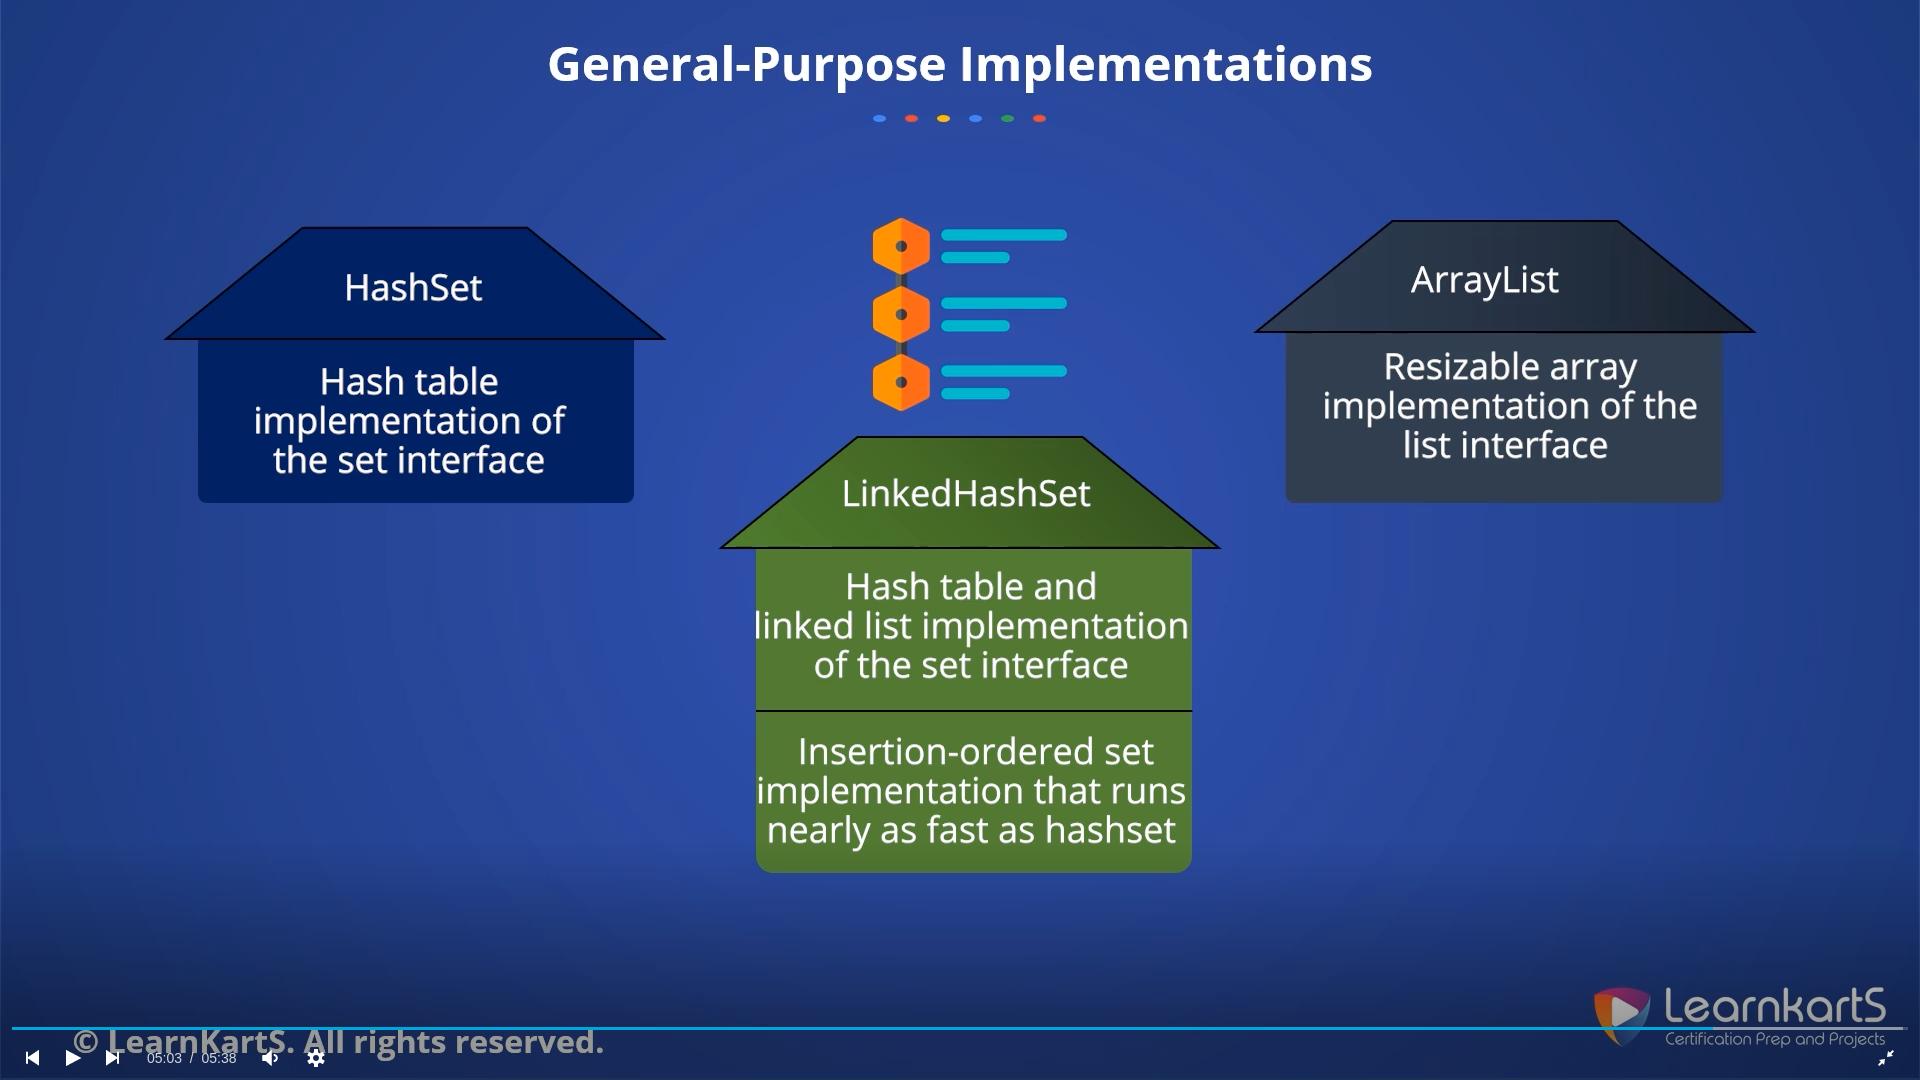 General-Purpose Implementations
HashSet
Hash table
implementation of
the set interface
LinkedHashSet
Hash table and
linked list implementation
of the set interface
Insertion-ordered set
implementation that runs
nearly as fast as hashset
ArrayList
Resizable array
implementation of the
list interface
LearnkartS
Certification Prep and Projects
© LearnKartS. All rights reserved.
05:03 / 05:38